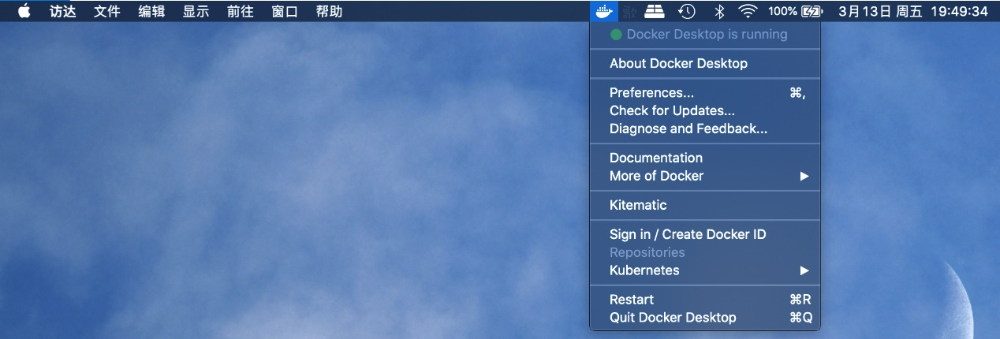 访达 文件 编辑 显示 前往 窗口 帮助 100% 3月13日 周五 19:49:34
Docker Desktop is running
About Docker Desktop
Preferences... ⌘,
Check for Updates...
Diagnose and Feedback...
Documentation
More of Docker ▶
Kitematic
Sign in / Create Docker ID
Repositories
Kubernetes ▶
Restart ⌘R
Quit Docker Desktop ⌘Q